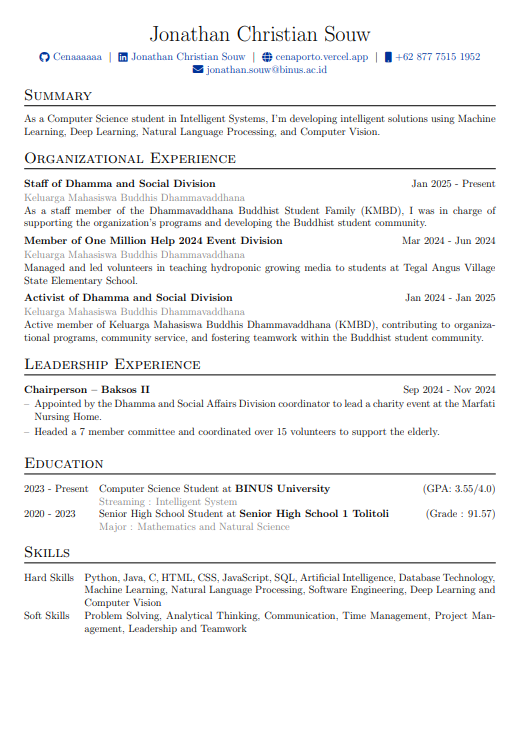 Jonathan Christian Souw
Cenaaaaaa | Jonathan Christian Souw | cenaporto.vercel.app | +62 877 7515 1952
jonathan.souw@binus.ac.id
Summary
As a Computer Science student in Intelligent Systems, I'm developing intelligent solutions using Machine
Learning, Deep Learning, Natural Language Processing, and Computer Vision.
Organizational Experience
Staff of Dhamma and Social Division Jan 2025 - Present
Keluarga Mahasiswa Buddhis Dhammavaddhana
As a staff member of the Dhammavaddhana Buddhist Student Family (KMBD), I was in charge of
supporting the organization's programs and developing the Buddhist student community.
Member of One Million Help 2024 Event Division Mar 2024 - Jun 2024
Keluarga Mahasiswa Buddhis Dhammavaddhana
Managed and led volunteers in teaching hydroponic growing media to students at Tegal Angus Village
State Elementary School.
Activist of Dhamma and Social Division Jan 2024 - Jan 2025
Keluarga Mahasiswa Buddhis Dhammavaddhana
Active member of Keluarga Mahasiswa Buddhis Dhammavaddhana (KMBD), contributing to organiza-
tional programs, community service, and fostering teamwork within the Buddhist student community.
Leadership Experience
Chairperson – Baksos II Sep 2024 - Nov 2024
– Appointed by the Dhamma and Social Affairs Division coordinator to lead a charity event at the Marfati
Nursing Home.
– Headed a 7 member committee and coordinated over 15 volunteers to support the elderly.
Education
2023 - Present Computer Science Student at BINUS University (GPA: 3.55/4.0)
Streaming : Intelligent System
2020 - 2023 Senior High School Student at Senior High School 1 Tolitoli (Grade : 91.57)
Major : Mathematics and Natural Science
Skills
Hard Skills Python, Java, C, HTML, CSS, JavaScript, SQL, Artificial Intelligence, Database Technology,
Machine Learning, Natural Language Processing, Software Engineering, Deep Learning and
Computer Vision
Soft Skills Problem Solving, Analytical Thinking, Communication, Time Management, Project Man-
agement, Leadership and Teamwork